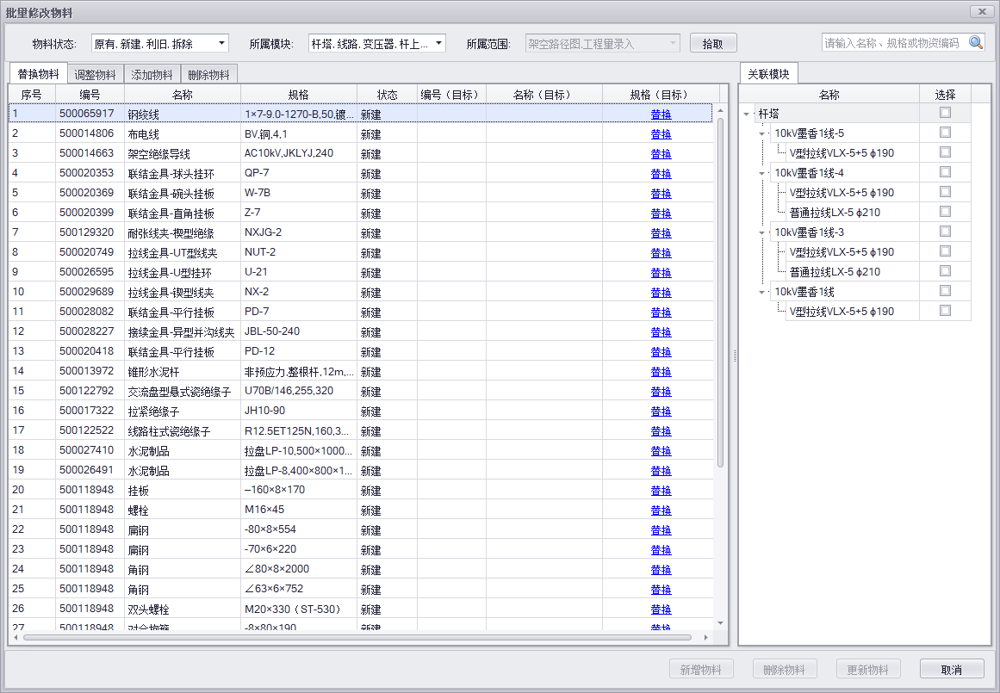 批量修改物料
物料状态: 原有, 新建, 利旧, 拆除 所属模块: 杆塔, 线路, 变压器, 杆上... 所属范围: 架空路径图,工程量录入 拾取 请输入名称、规格或物资编码
替换物料 调整物料 添加物料 删除物料
序号 编号 名称 规格 状态 编号（目标） 名称（目标） 规格（目标）
1 500065917 钢绞线 1×7-9.0-1270-B,50,镀... 新建 替换
2 500014806 布电线 BV,铜,4,1 新建 替换
3 500014663 架空绝缘导线 AC10kV,JKLYJ,240 新建 替换
4 500020353 联结金具-球头挂环 QP-7 新建 替换
5 500020369 联结金具-碗头挂板 W-7B 新建 替换
6 500020399 联结金具-直角挂板 Z-7 新建 替换
7 500129320 耐张线夹-楔型绝缘 NXJG-2 新建 替换
8 500020749 拉线金具-UT型线夹 NUT-2 新建 替换
9 500026595 拉线金具-U型挂环 U-21 新建 替换
10 500029689 拉线金具-锲型线夹 NX-2 新建 替换
11 500028082 联结金具-平行挂板 PD-7 新建 替换
12 500028227 接续金具-异型并沟线夹 JBL-50-240 新建 替换
13 500020418 联结金具-平行挂板 PD-12 新建 替换
14 500013972 锥形水泥杆 非预应力,整根杆,12m,... 新建 替换
15 500122792 交流盘型悬式瓷绝缘子 U70B/146,255,320 新建 替换
16 500017322 拉紧绝缘子 JH10-90 新建 替换
17 500122522 线路柱式瓷绝缘子 R12.5ET125N,160,3... 新建 替换
18 500027410 水泥制品 拉盘LP-10,500×1000... 新建 替换
19 500026491 水泥制品 拉盘LP-8,400×800×1... 新建 替换
20 500118948 挂板 —160×8×170 新建 替换
21 500118948 螺栓 M16×45 新建 替换
22 500118948 扁钢 -80×8×554 新建 替换
23 500118948 扁钢 -70×6×220 新建 替换
24 500118948 角钢 ∠80×8×2000 新建 替换
25 500118948 角钢 ∠63×6×752 新建 替换
26 500118948 双头螺栓 M20×330（ST-530） 新建 替换
27 500118948 对合抱箍 -8×80×190 新建 替换
关联模块
名称 选择
杆塔
10kV墨香1线-5
V型拉线VLX-5+5 ϕ190
10kV墨香1线-4
V型拉线VLX-5+5 ϕ190
普通拉线LX-5 ϕ210
10kV墨香1线-3
V型拉线VLX-5+5 ϕ190
普通拉线LX-5 ϕ210
10kV墨香1线
V型拉线VLX-5+5 ϕ190
新增物料 删除物料 更新物料 取消